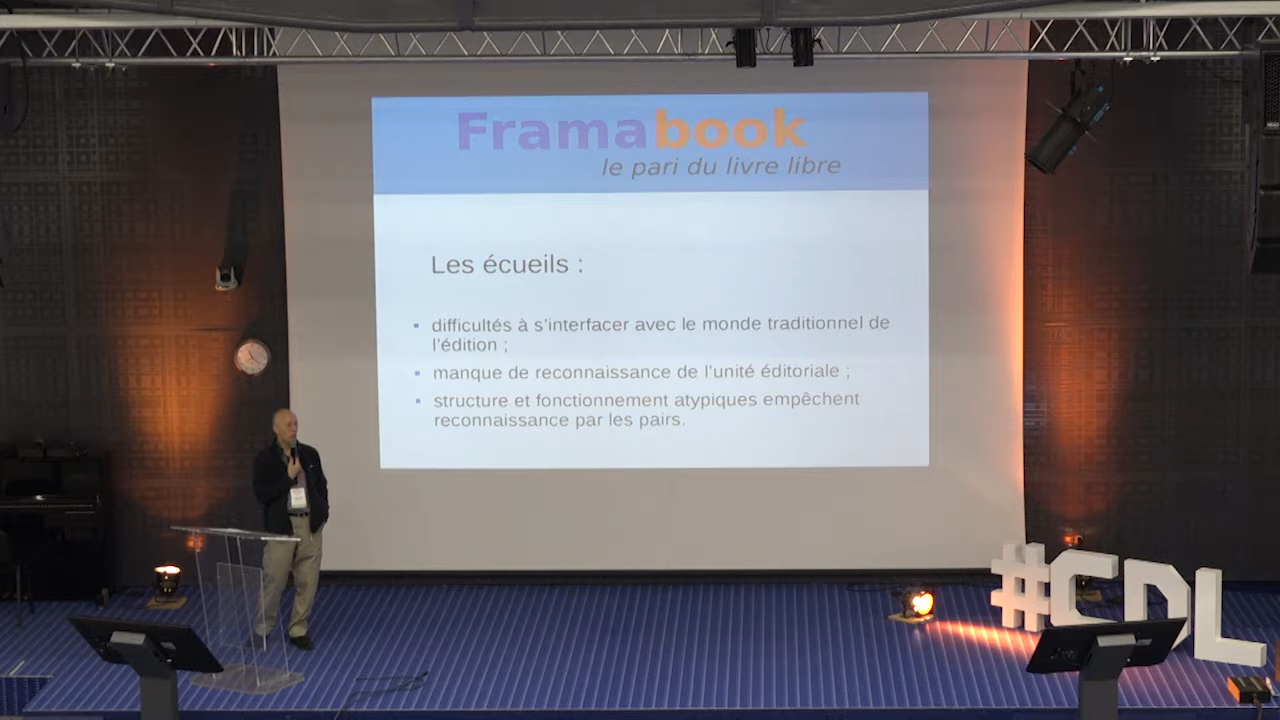 Framabook
le pari du livre libre
Les écueils :
▪ difficultés à s'interfacer avec le monde traditionnel de
l'édition ;
▪ manque de reconnaissance de l'unité éditoriale ;
▪ structure et fonctionnement atypiques empêchent
reconnaissance par les pairs.
#CDL